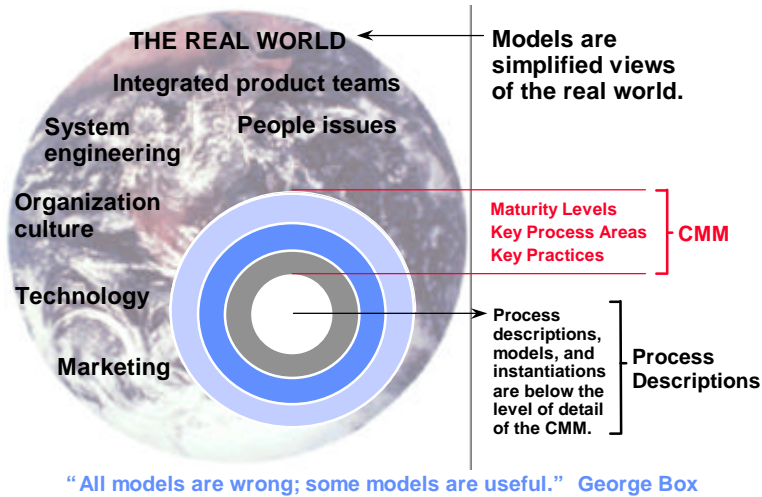 THE REAL WORLD
Integrated product teams
System
engineering
People issues
Organization
culture
Technology
Marketing
Models are
simplified views
of the real world.
Maturity Levels
Key Process Areas
Key Practices
CMM
Process
descriptions,
models, and
instantiations
are below the
level of detail
of the CMM.
Process
Descriptions
“All models are wrong; some models are useful.” George Box